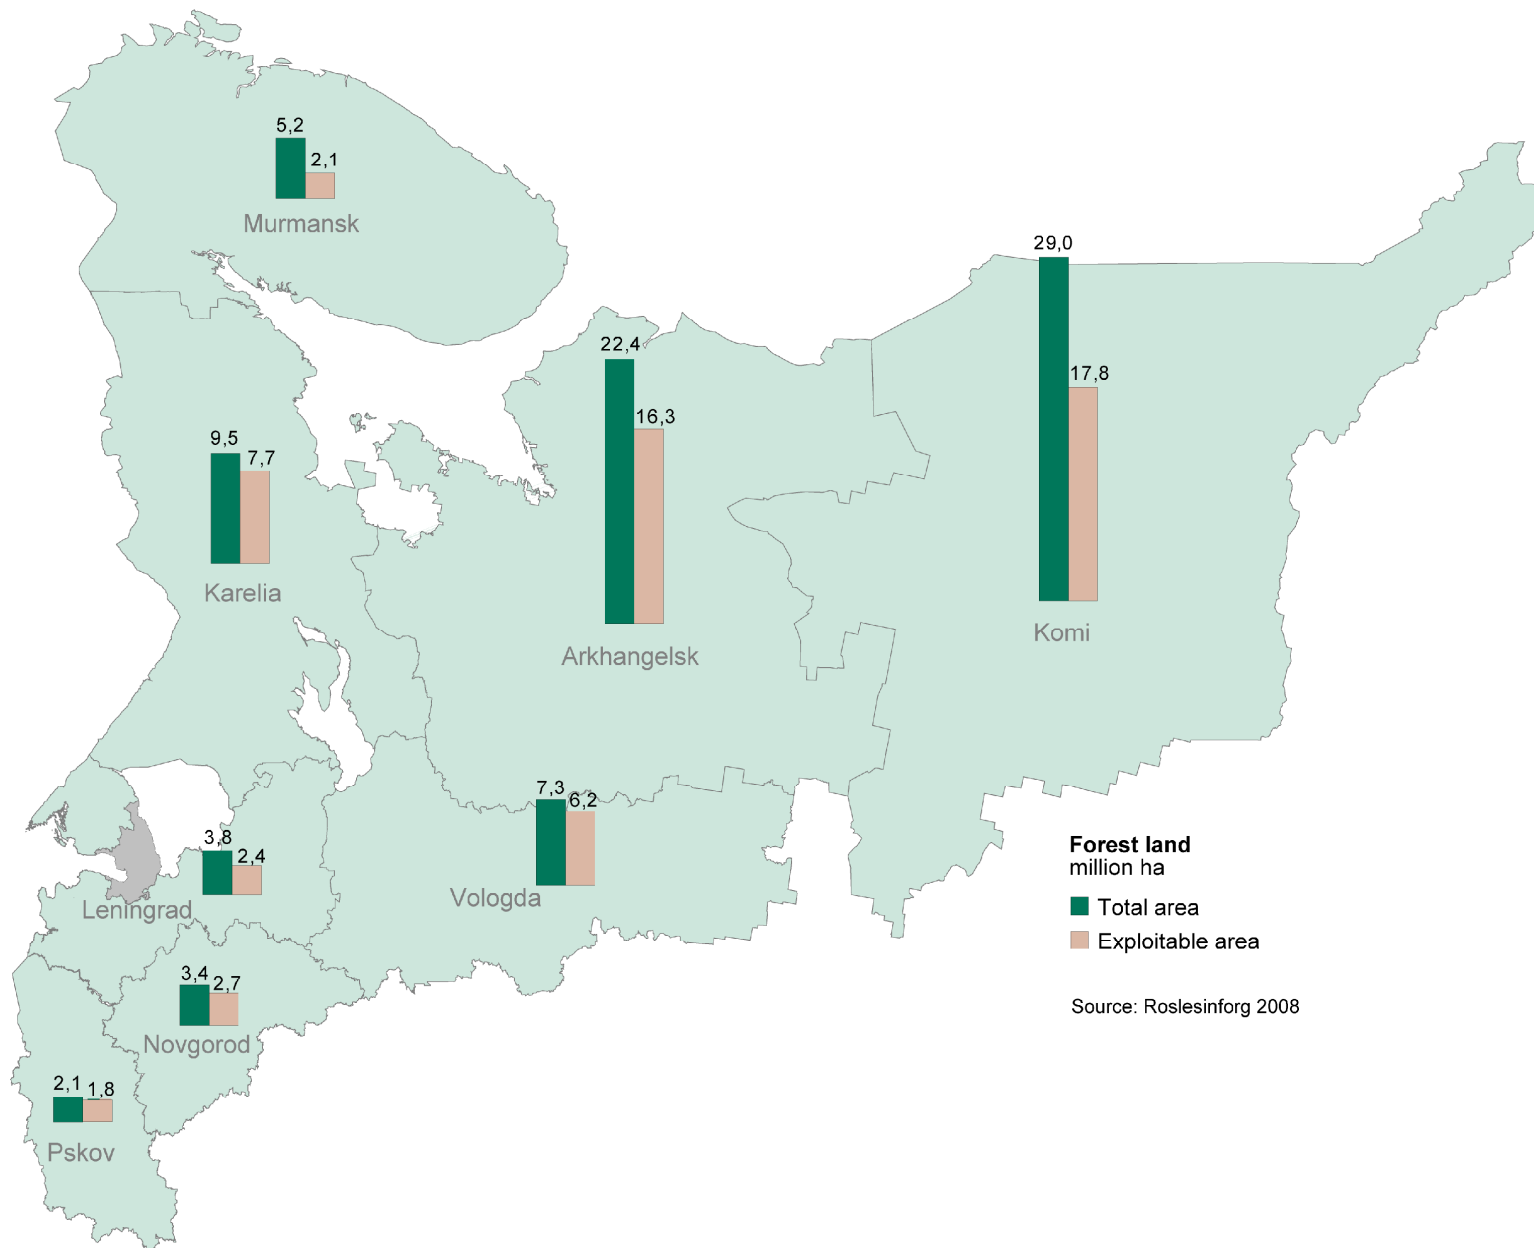 5,2
2,1
Murmansk
29,0
17,8
Komi
22,4
16,3
Arkhangelsk
9,5
7,7
Karelia
7,3
6,2
Vologda
3,8
2,4
Leningrad
3,4
2,7
Novgorod
2,1
1,8
Pskov
Forest land
million ha
Total area
Exploitable area
Source: Roslesinforg 2008